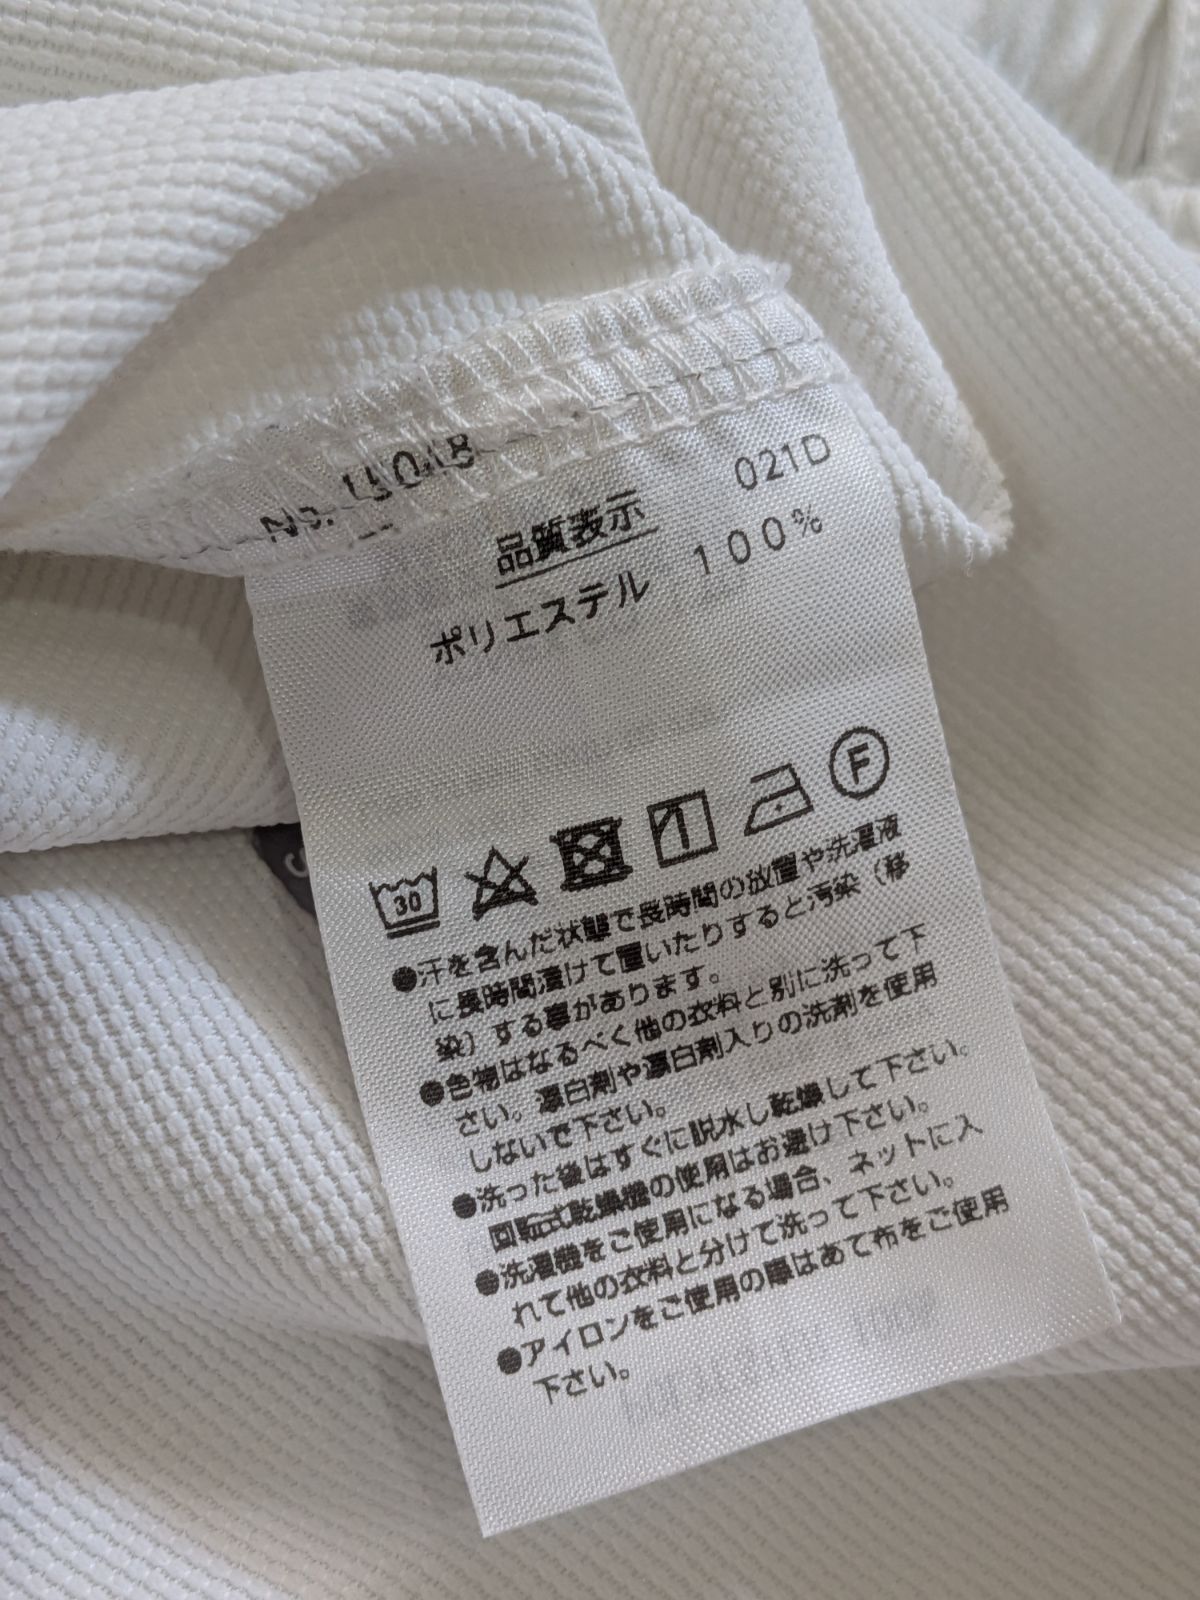 No. 15048
021D
品質表示
ポリエステル 100%
30
F
●汗を含んだ状態で長時間の放置や洗濯液
に長時間漬けて置いたりすると汚染（移
染）する事があります。
●色物はなるべく他の衣料と別に洗って下
さい。漂白剤や漂白剤入りの洗剤を使用
しないで下さい。
●洗った後はすぐに脱水し乾燥して下さい。
回転式乾燥機の使用はお避け下さい。
●洗濯機をご使用になる場合、ネットに入
れて他の衣料と分けて洗って下さい。
●アイロンをご使用の際はあて布をご使用
下さい。